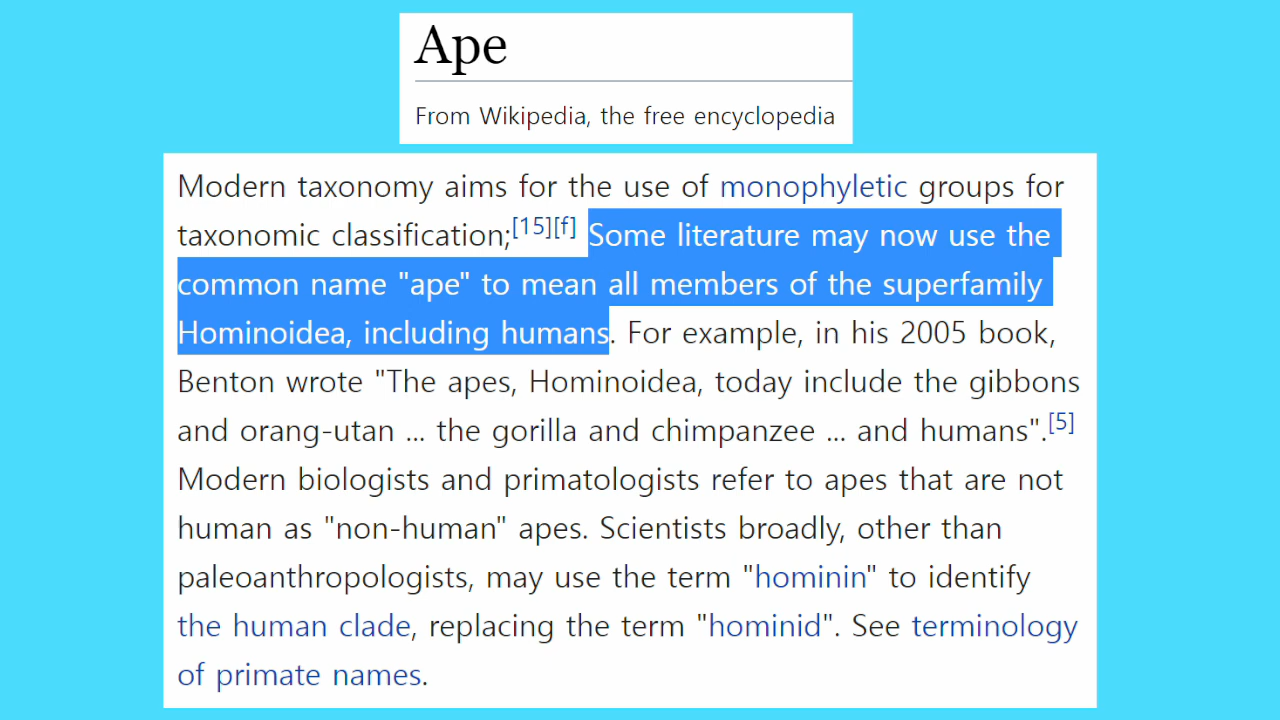 Ape
From Wikipedia, the free encyclopedia
Modern taxonomy aims for the use of monophyletic groups for
taxonomic classification;[15][f] Some literature may now use the
common name "ape" to mean all members of the superfamily
Hominoidea, including humans. For example, in his 2005 book,
Benton wrote "The apes, Hominoidea, today include the gibbons
and orang-utan ... the gorilla and chimpanzee ... and humans".[5]
Modern biologists and primatologists refer to apes that are not
human as "non-human" apes. Scientists broadly, other than
paleoanthropologists, may use the term "hominin" to identify
the human clade, replacing the term "hominid". See terminology
of primate names.